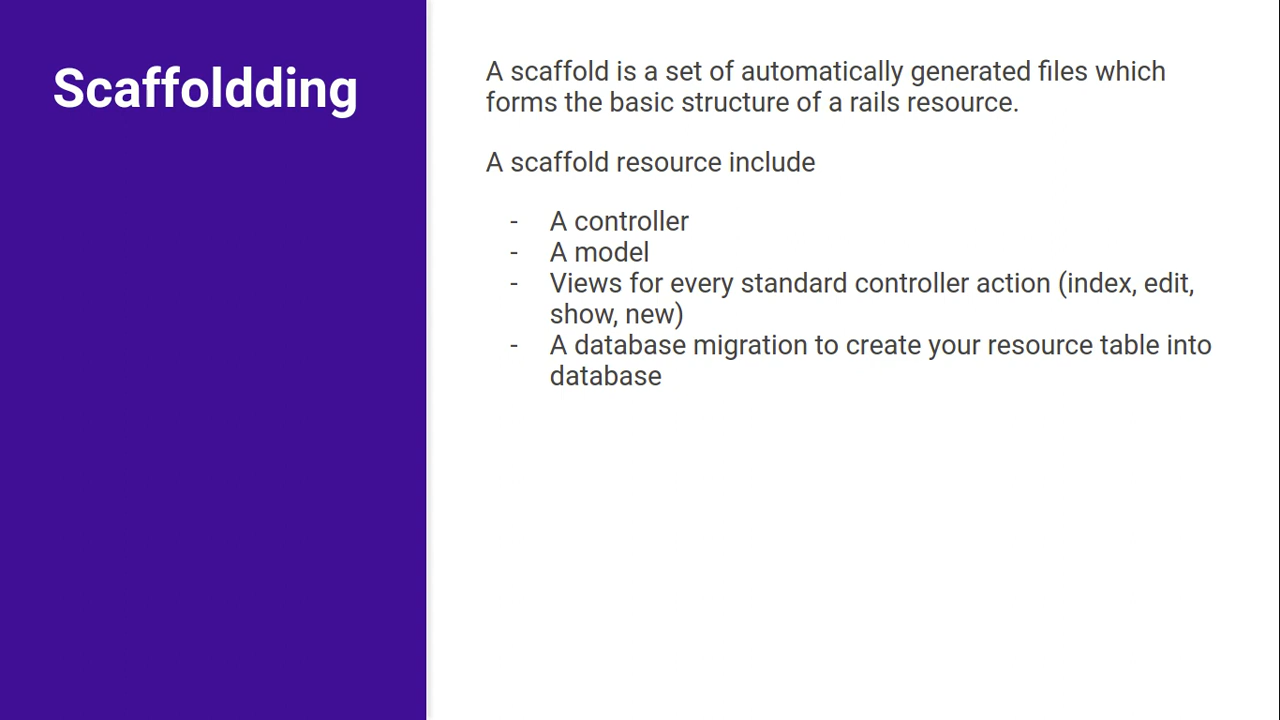 Scaffoldding
A scaffold is a set of automatically generated files which
forms the basic structure of a rails resource.
A scaffold resource include
- A controller
- A model
- Views for every standard controller action (index, edit,
show, new)
- A database migration to create your resource table into
database